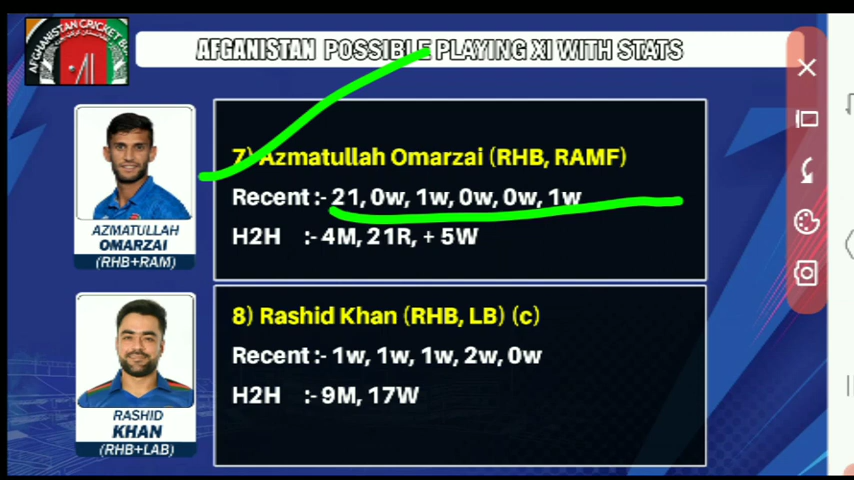 AFGHANISTAN CRICKET B
AFGANISTAN POSSIBLE PLAYING XI WITH STATS
7) Azmatullah Omarzai (RHB, RAMF)
Recent :- 21, 0w, 1w, 0w, 0w, 1w
H2H :- 4M, 21R, + 5W
AZMATULLAH
OMARZAI
(RHB+RAM)
8) Rashid Khan (RHB, LB) (c)
Recent :- 1w, 1w, 1w, 2w, 0w
H2H :- 9M, 17W
RASHID
KHAN
(RHB+LAB)